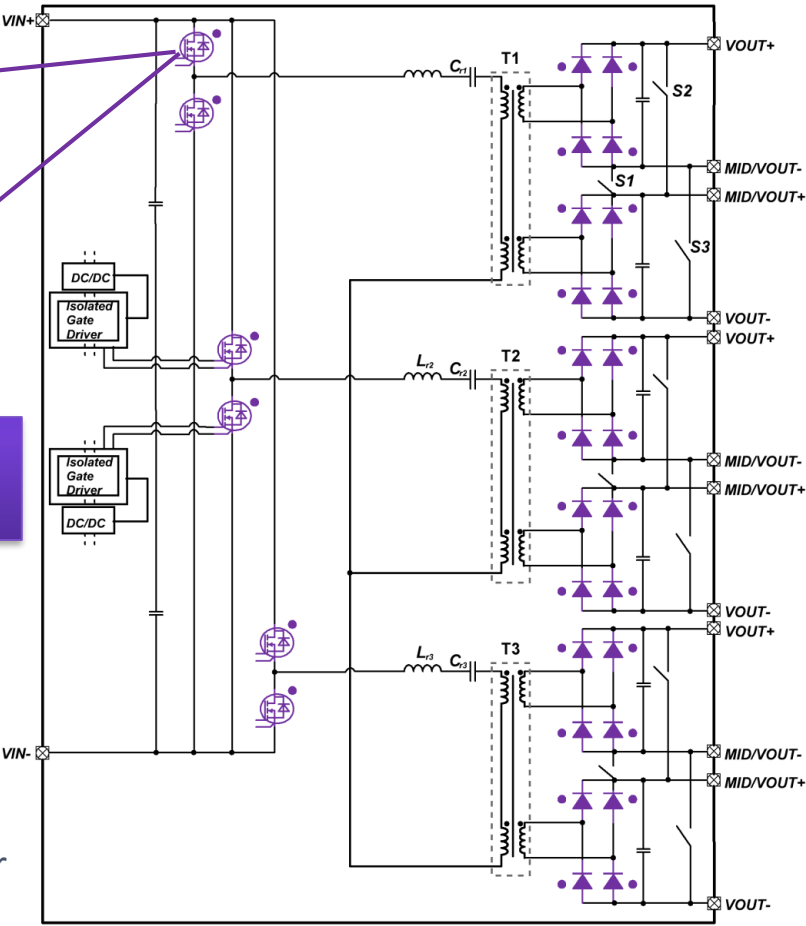 VIN+
Cr1
T1
VOUT+
S2
MID/VOUT-
S1
MID/VOUT+
S3
DC/DC
Isolated
Gate
Driver
VOUT-
VOUT+
Lr2
Cr2
T2
Isolated
Gate
Driver
DC/DC
MID/VOUT-
MID/VOUT+
VOUT-
VOUT+
Lr3
Cr3
T3
VIN-
MID/VOUT-
MID/VOUT+
VOUT-